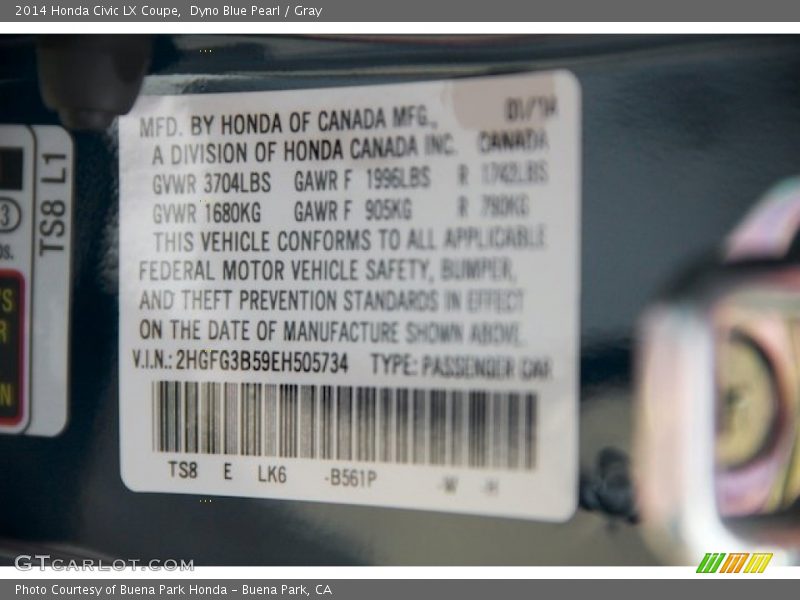 2014 Honda Civic LX Coupe, Dyno Blue Pearl / Gray
MFD. BY HONDA OF CANADA MFG., 01/14
A DIVISION OF HONDA CANADA INC. CANADA
GVWR 3704LBS GAWR F 1996LBS R 1742LBS
GVWR 1680KG GAWR F 905KG R 790KG
THIS VEHICLE CONFORMS TO ALL APPLICABLE
FEDERAL MOTOR VEHICLE SAFETY, BUMPER,
AND THEFT PREVENTION STANDARDS IN EFFECT
ON THE DATE OF MANUFACTURE SHOWN ABOVE.
V.I.N.: 2HGFG3B59EH505734 TYPE: PASSENGER CAR
TS8 E LK6 -B561P -W -H
TS8 L1
3
GTCARLOT.COM
Photo Courtesy of Buena Park Honda – Buena Park, CA